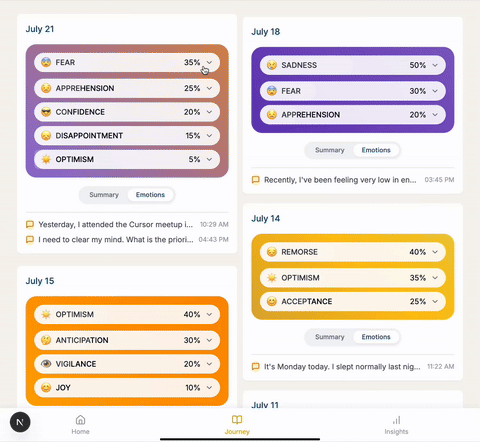 July 21
FEAR 35%
APPREHENSION 25%
CONFIDENCE 20%
DISAPPOINTMENT 15%
OPTIMISM 5%
Summary Emotions
Yesterday, I attended the Cursor meetup i... 10:29 AM
I need to clear my mind. What is the priori... 04:43 PM
July 15
OPTIMISM 40%
ANTICIPATION 30%
VIGILANCE 20%
JOY 10%
July 18
SADNESS 50%
FEAR 30%
APPREHENSION 20%
Summary Emotions
Recently, I've been feeling very low in en... 03:45 PM
July 14
REMORSE 40%
OPTIMISM 35%
ACCEPTANCE 25%
Summary Emotions
It's Monday today. I slept normally last nig... 11:22 AM
July 11
N
Home Journey Insights